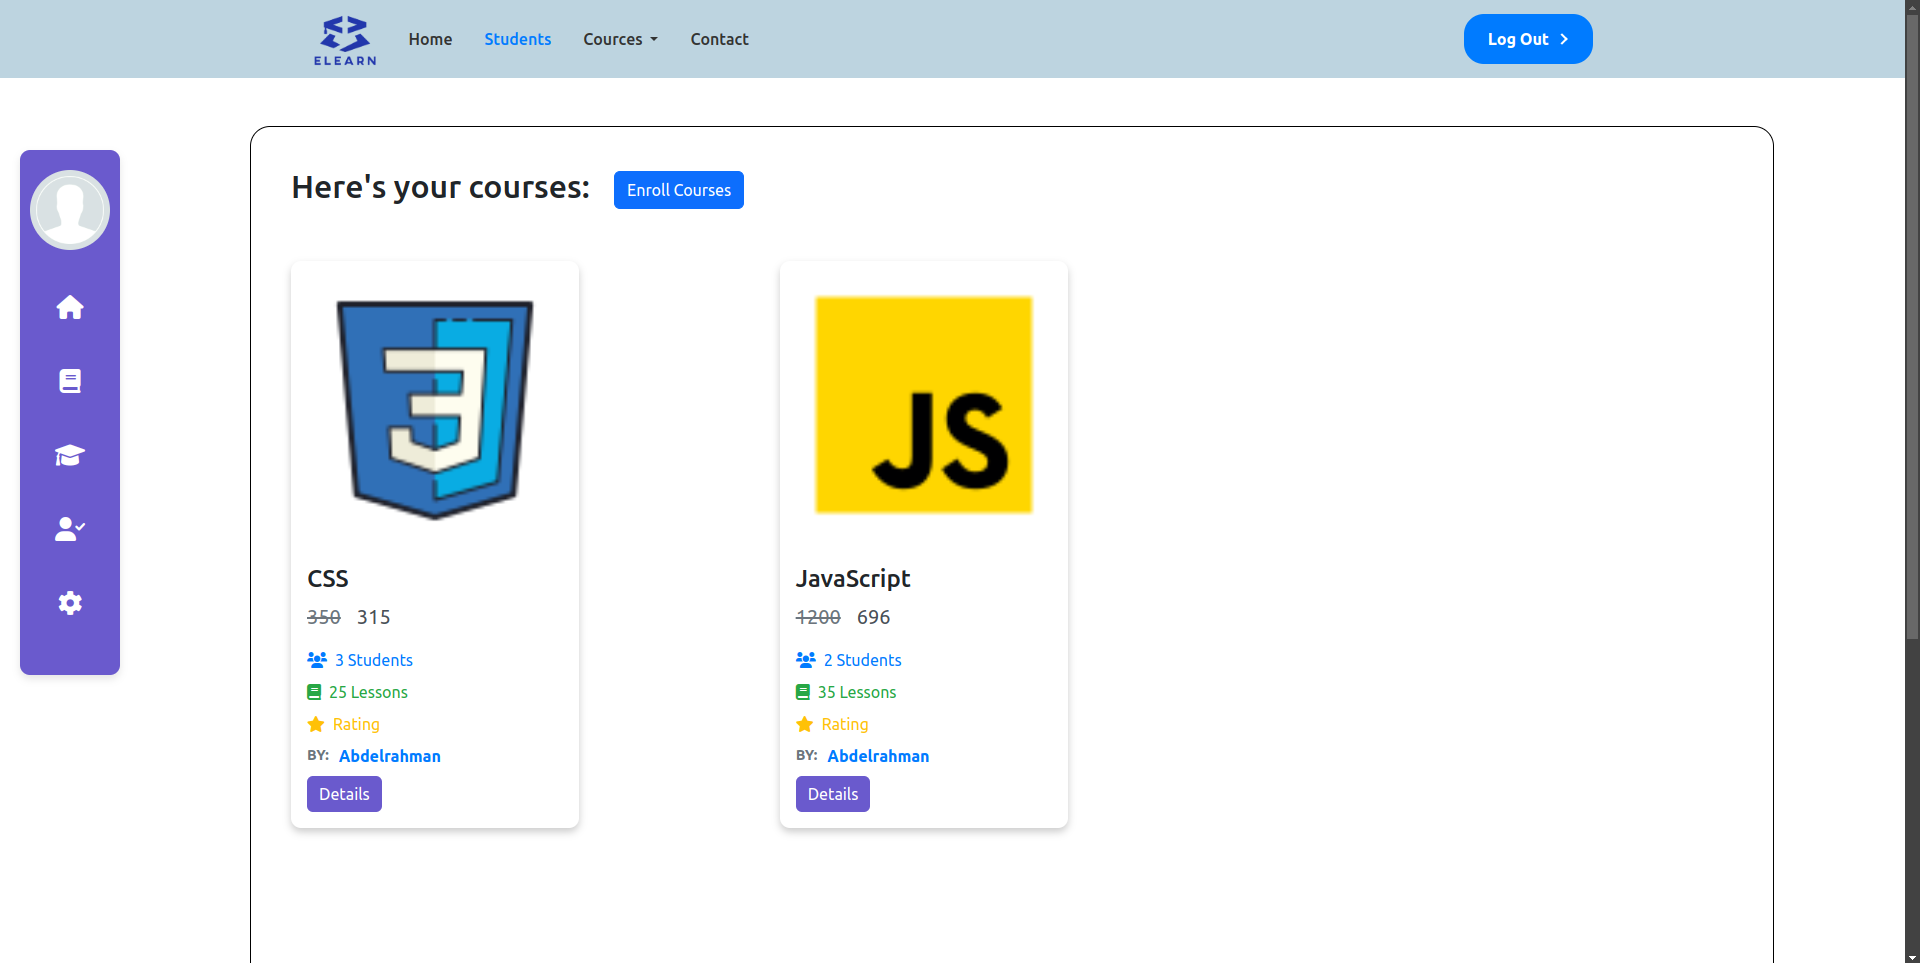 ELEARN
Home Students Cources Contact
Log Out
Here's your courses: Enroll Courses
JS
CSS
350 315
3 Students
25 Lessons
Rating
BY: Abdelrahman
Details
JavaScript
1200 696
2 Students
35 Lessons
Rating
BY: Abdelrahman
Details